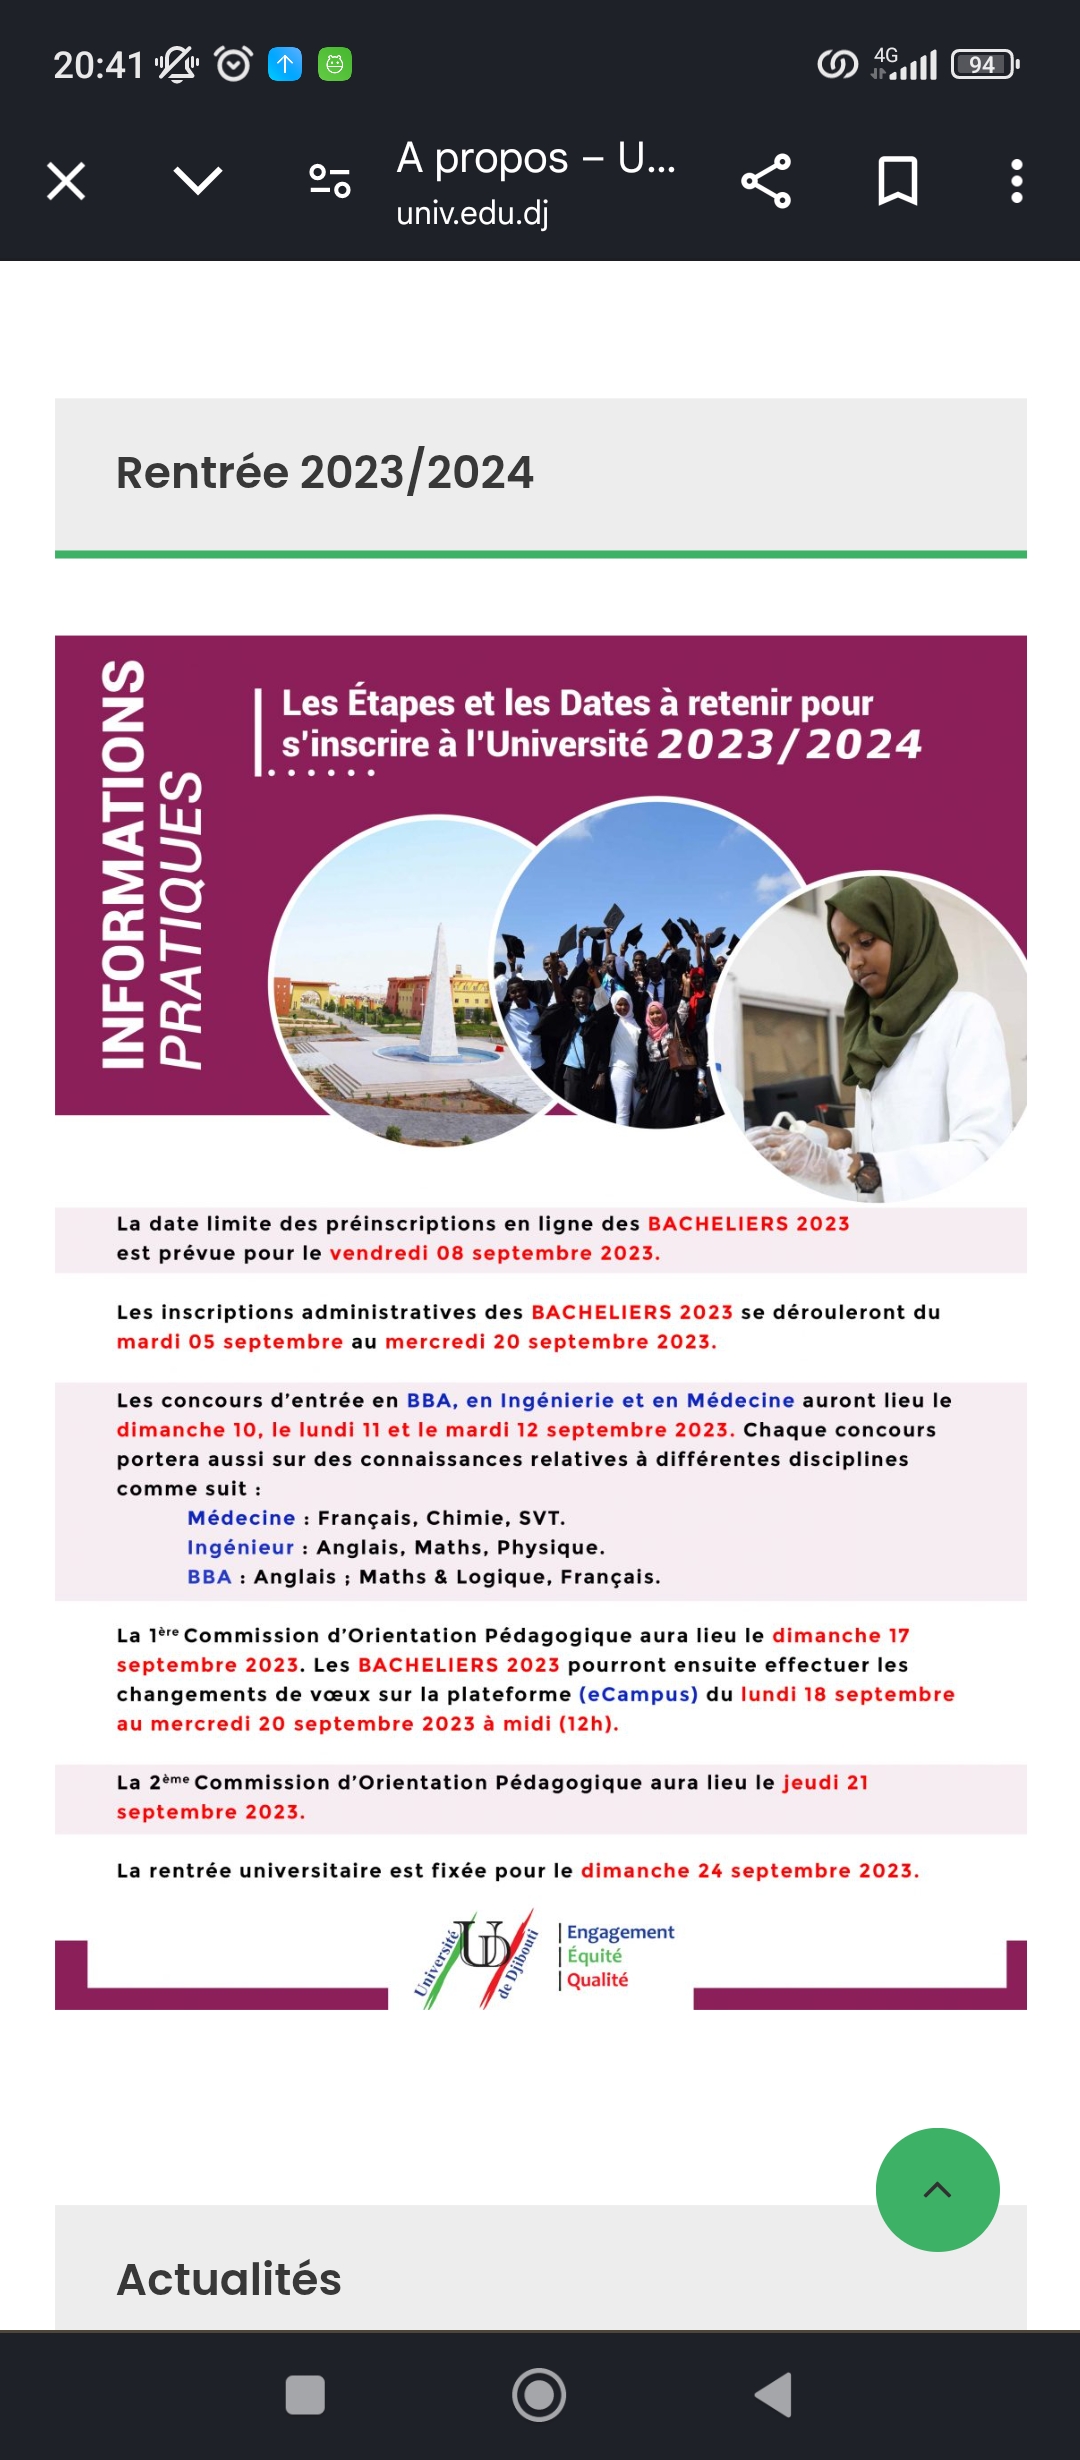 20:41
4G
94
A propos – U...
univ.edu.dj
Rentrée 2023/2024
INFORMATIONS
PRATIQUES
Les Étapes et les Dates à retenir pour
s'inscrire à l'Université 2023/2024
La date limite des préinscriptions en ligne des BACHELIERS 2023
est prévue pour le vendredi 08 septembre 2023.
Les inscriptions administratives des BACHELIERS 2023 se dérouleront du
mardi 05 septembre au mercredi 20 septembre 2023.
Les concours d'entrée en BBA, en Ingénierie et en Médecine auront lieu le
dimanche 10, le lundi 11 et le mardi 12 septembre 2023. Chaque concours
portera aussi sur des connaissances relatives à différentes disciplines
comme suit :
Médecine : Français, Chimie, SVT.
Ingénieur : Anglais, Maths, Physique.
BBA : Anglais ; Maths & Logique, Français.
La 1ère Commission d'Orientation Pédagogique aura lieu le dimanche 17
septembre 2023. Les BACHELIERS 2023 pourront ensuite effectuer les
changements de vœux sur la plateforme (eCampus) du lundi 18 septembre
au mercredi 20 septembre 2023 à midi (12h).
La 2ème Commission d'Orientation Pédagogique aura lieu le jeudi 21
septembre 2023.
La rentrée universitaire est fixée pour le dimanche 24 septembre 2023.
Université
UD
de Djibouti
Engagement
Équité
Qualité
Actualités